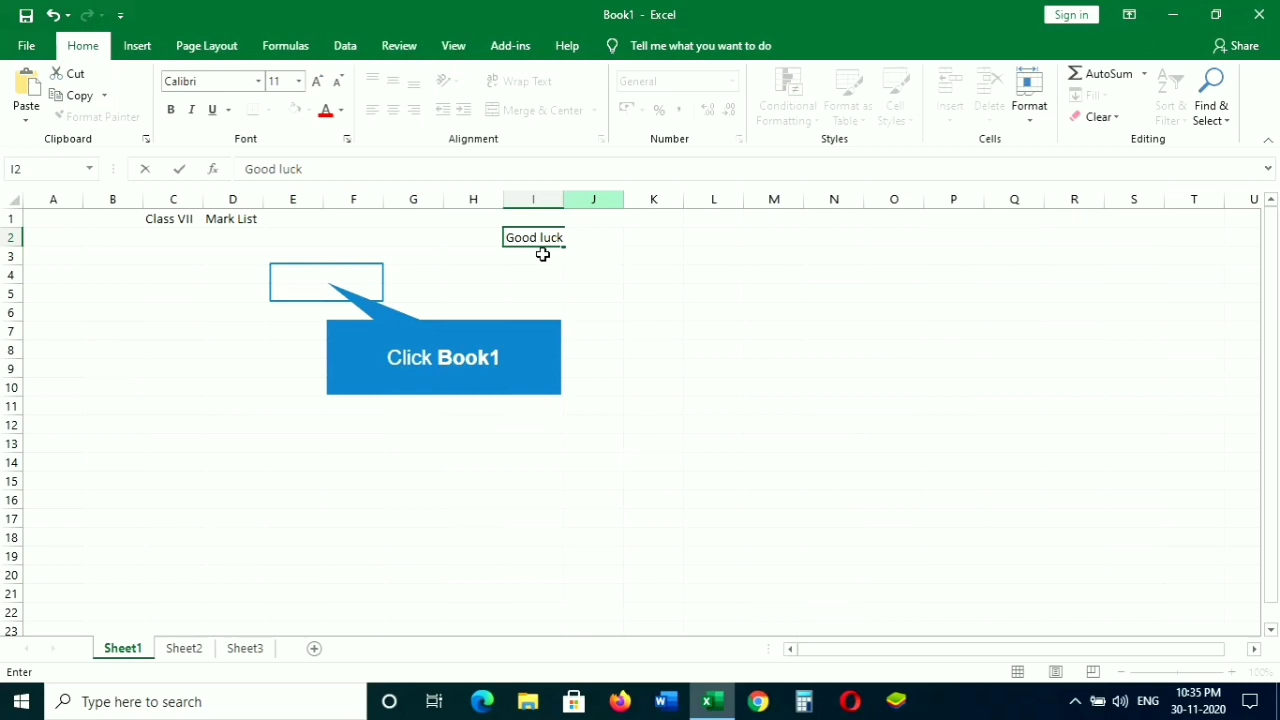 Book1 - Excel
Sign in
File Home Insert Page Layout Formulas Data Review View Add-ins Help Tell me what you want to do Share
Paste Cut Copy Format Painter
Calibri 11
B I U A
Wrap Text
Merge & Center
General
%
Conditional Formatting Format as Table Cell Styles
Insert Delete Format
AutoSum Fill Clear
Sort & Filter Find & Select
Clipboard Font Alignment Number Styles Cells Editing
I2 fx Good luck
A B C D E F G H I J K L M N O P Q R S T U
1 Class VII Mark List
2 Good luck
3
4
5
6
7
8
9
10
11
12
13
14
15
16
17
18
19
20
21
22
23
Click Book1
Sheet1 Sheet2 Sheet3
Enter 100%
Type here to search
ENG
10:35 PM
30-11-2020